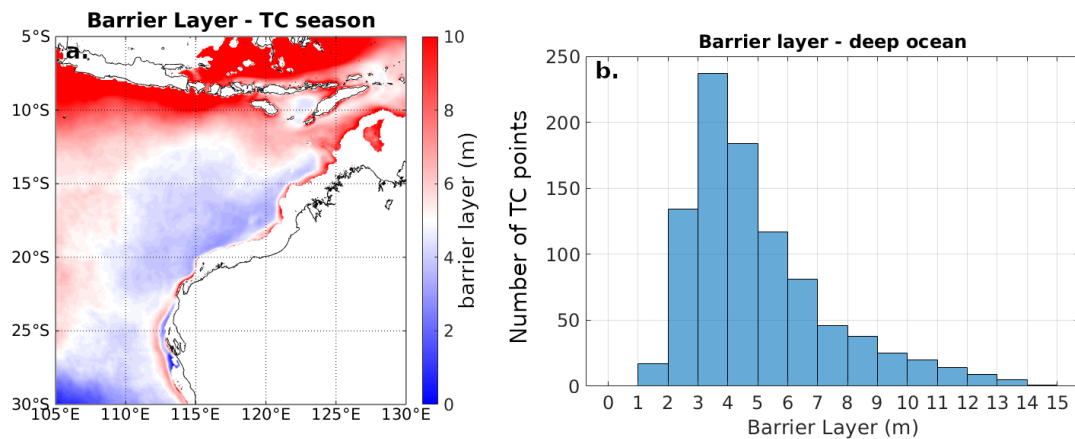 Barrier Layer - TC season
a.
5°S
10°S
15°S
20°S
25°S
30°S
105°E
110°E
115°E
120°E
125°E
130°E
10
8
6
4
2
0
barrier layer (m)
Barrier layer - deep ocean
b.
250
200
150
100
50
0
Number of TC points
0 1 2 3 4 5 6 7 8 9 10 11 12 13 14 15
Barrier Layer (m)